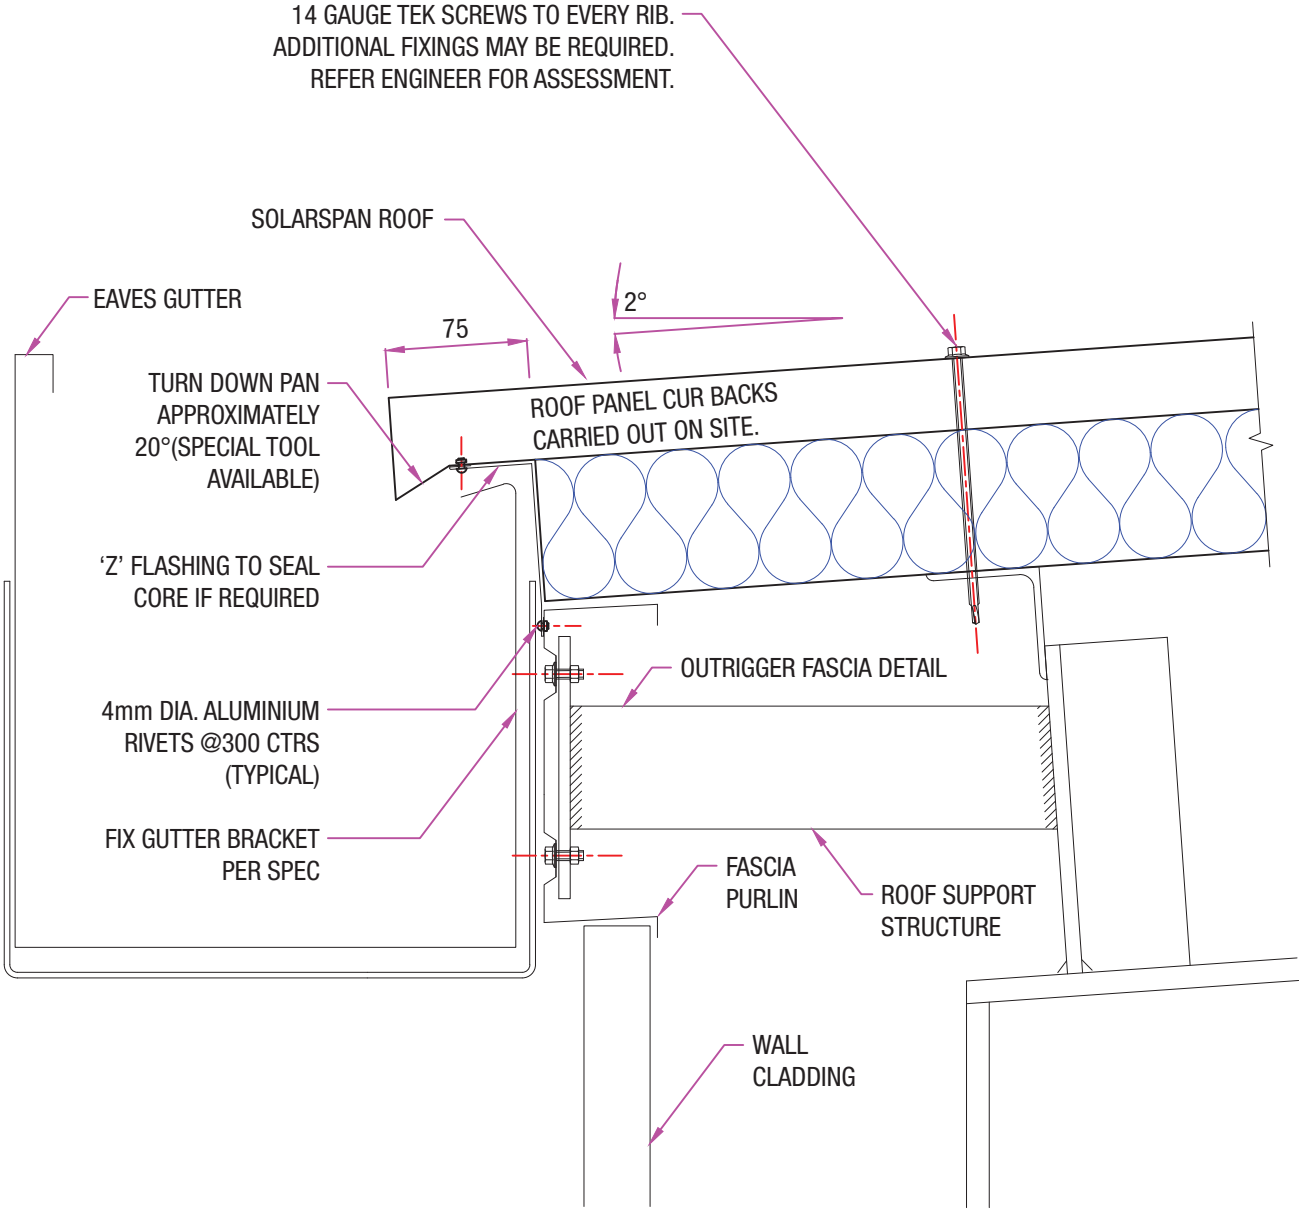 14 GAUGE TEK SCREWS TO EVERY RIB.
ADDITIONAL FIXINGS MAY BE REQUIRED.
REFER ENGINEER FOR ASSESSMENT.
SOLARSPAN ROOF
EAVES GUTTER
2°
75
TURN DOWN PAN
APPROXIMATELY
20°(SPECIAL TOOL
AVAILABLE)
ROOF PANEL CUR BACKS
CARRIED OUT ON SITE.
‘Z’ FLASHING TO SEAL
CORE IF REQUIRED
OUTRIGGER FASCIA DETAIL
4mm DIA. ALUMINIUM
RIVETS @300 CTRS
(TYPICAL)
FIX GUTTER BRACKET
PER SPEC
FASCIA
PURLIN
ROOF SUPPORT
STRUCTURE
WALL
CLADDING